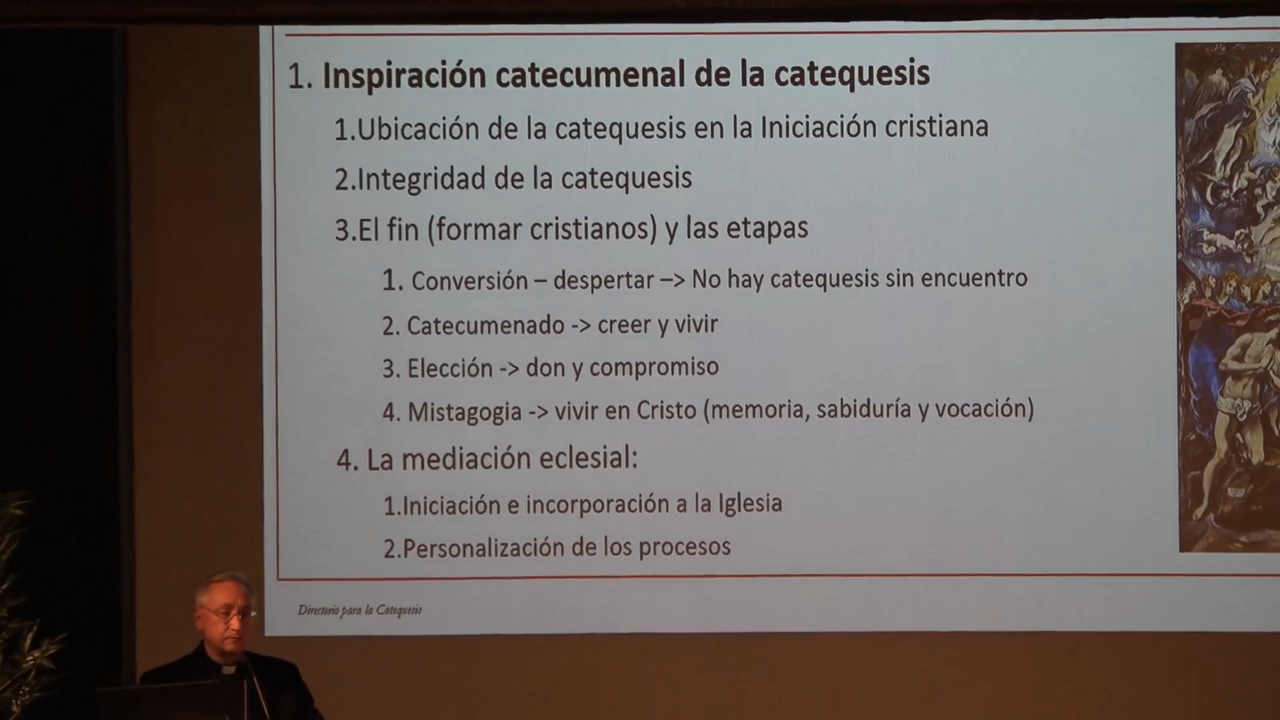 1. Inspiración catecumenal de la catequesis
1.Ubicación de la catequesis en la Iniciación cristiana
2.Integridad de la catequesis
3.El fin (formar cristianos) y las etapas
1. Conversión – despertar –> No hay catequesis sin encuentro
2. Catecumenado -> creer y vivir
3. Elección -> don y compromiso
4. Mistagogia -> vivir en Cristo (memoria, sabiduría y vocación)
4. La mediación eclesial:
1.Iniciación e incorporación a la Iglesia
2.Personalización de los procesos
Directorio para la Catequesis